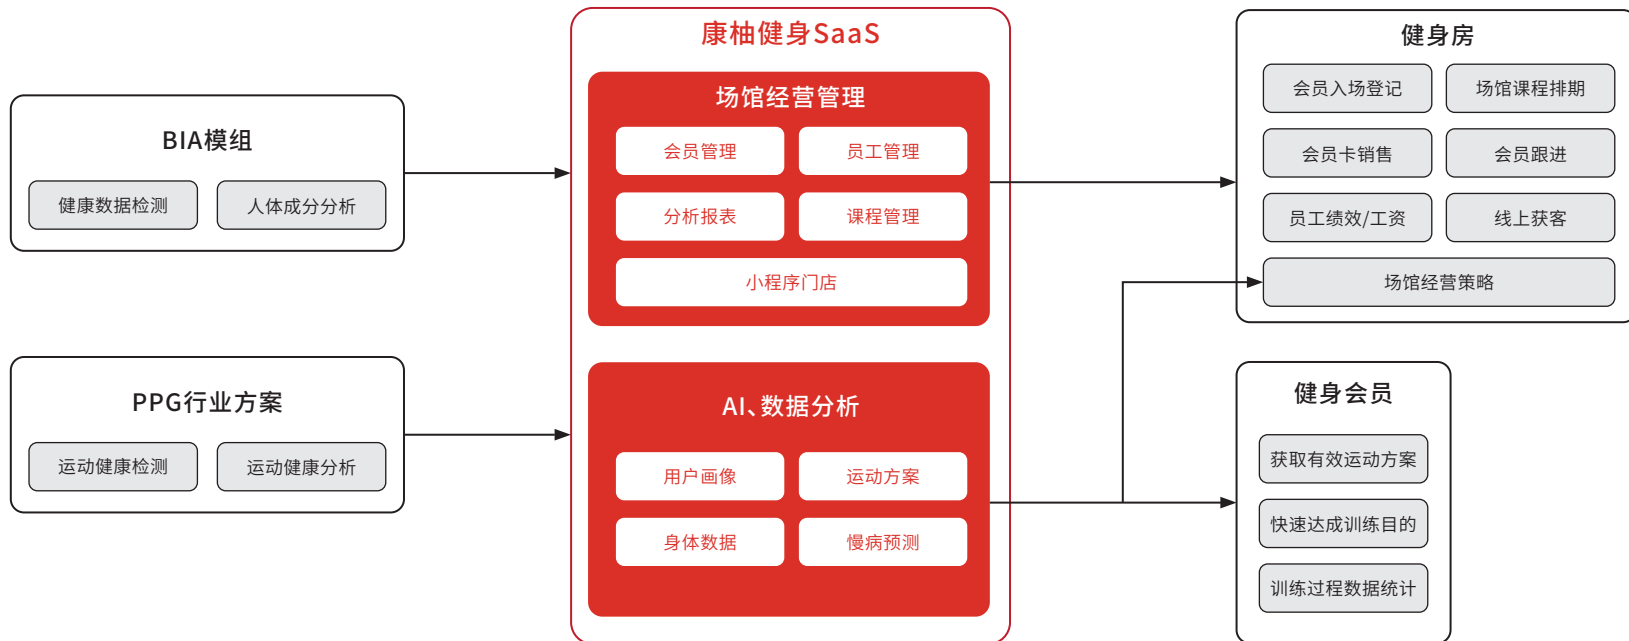 BIA模组
健康数据检测
人体成分分析
PPG行业方案
运动健康检测
运动健康分析
康柚健身SaaS
场馆经营管理
会员管理
员工管理
分析报表
课程管理
小程序门店
AI、数据分析
用户画像
运动方案
身体数据
慢病预测
健身房
会员入场登记
场馆课程排期
会员卡销售
会员跟进
员工绩效/工资
线上获客
场馆经营策略
健身会员
获取有效运动方案
快速达成训练目的
训练过程数据统计